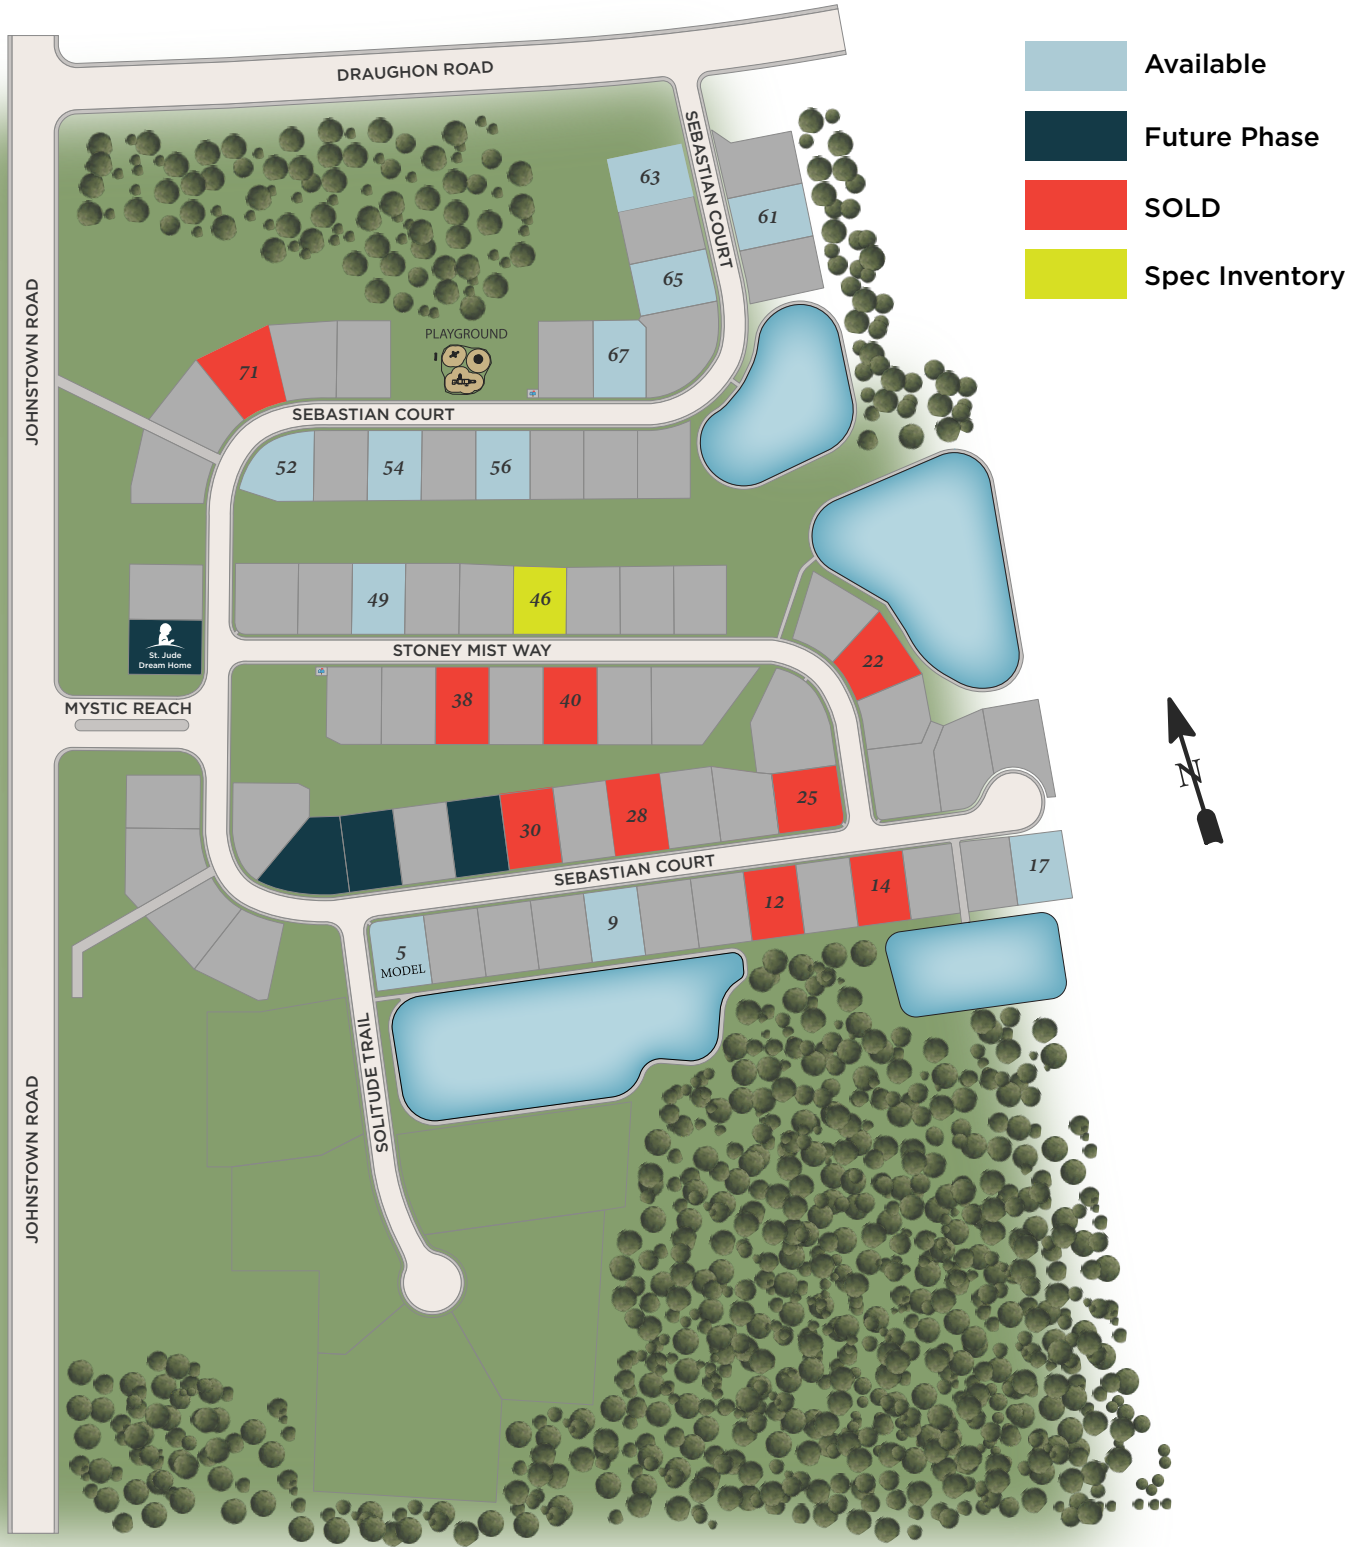 DRAUGHON ROAD
Available
Future Phase
SOLD
Spec Inventory
SEBASTIAN COURT
63
61
65
JOHNSTOWN ROAD
PLAYGROUND
67
71
SEBASTIAN COURT
52
54
56
49
46
St. Jude
Dream Home
STONEY MIST WAY
22
38
40
MYSTIC REACH
N
25
28
30
SEBASTIAN COURT
17
14
12
9
5
MODEL
SOLITUDE TRAIL
JOHNSTOWN ROAD